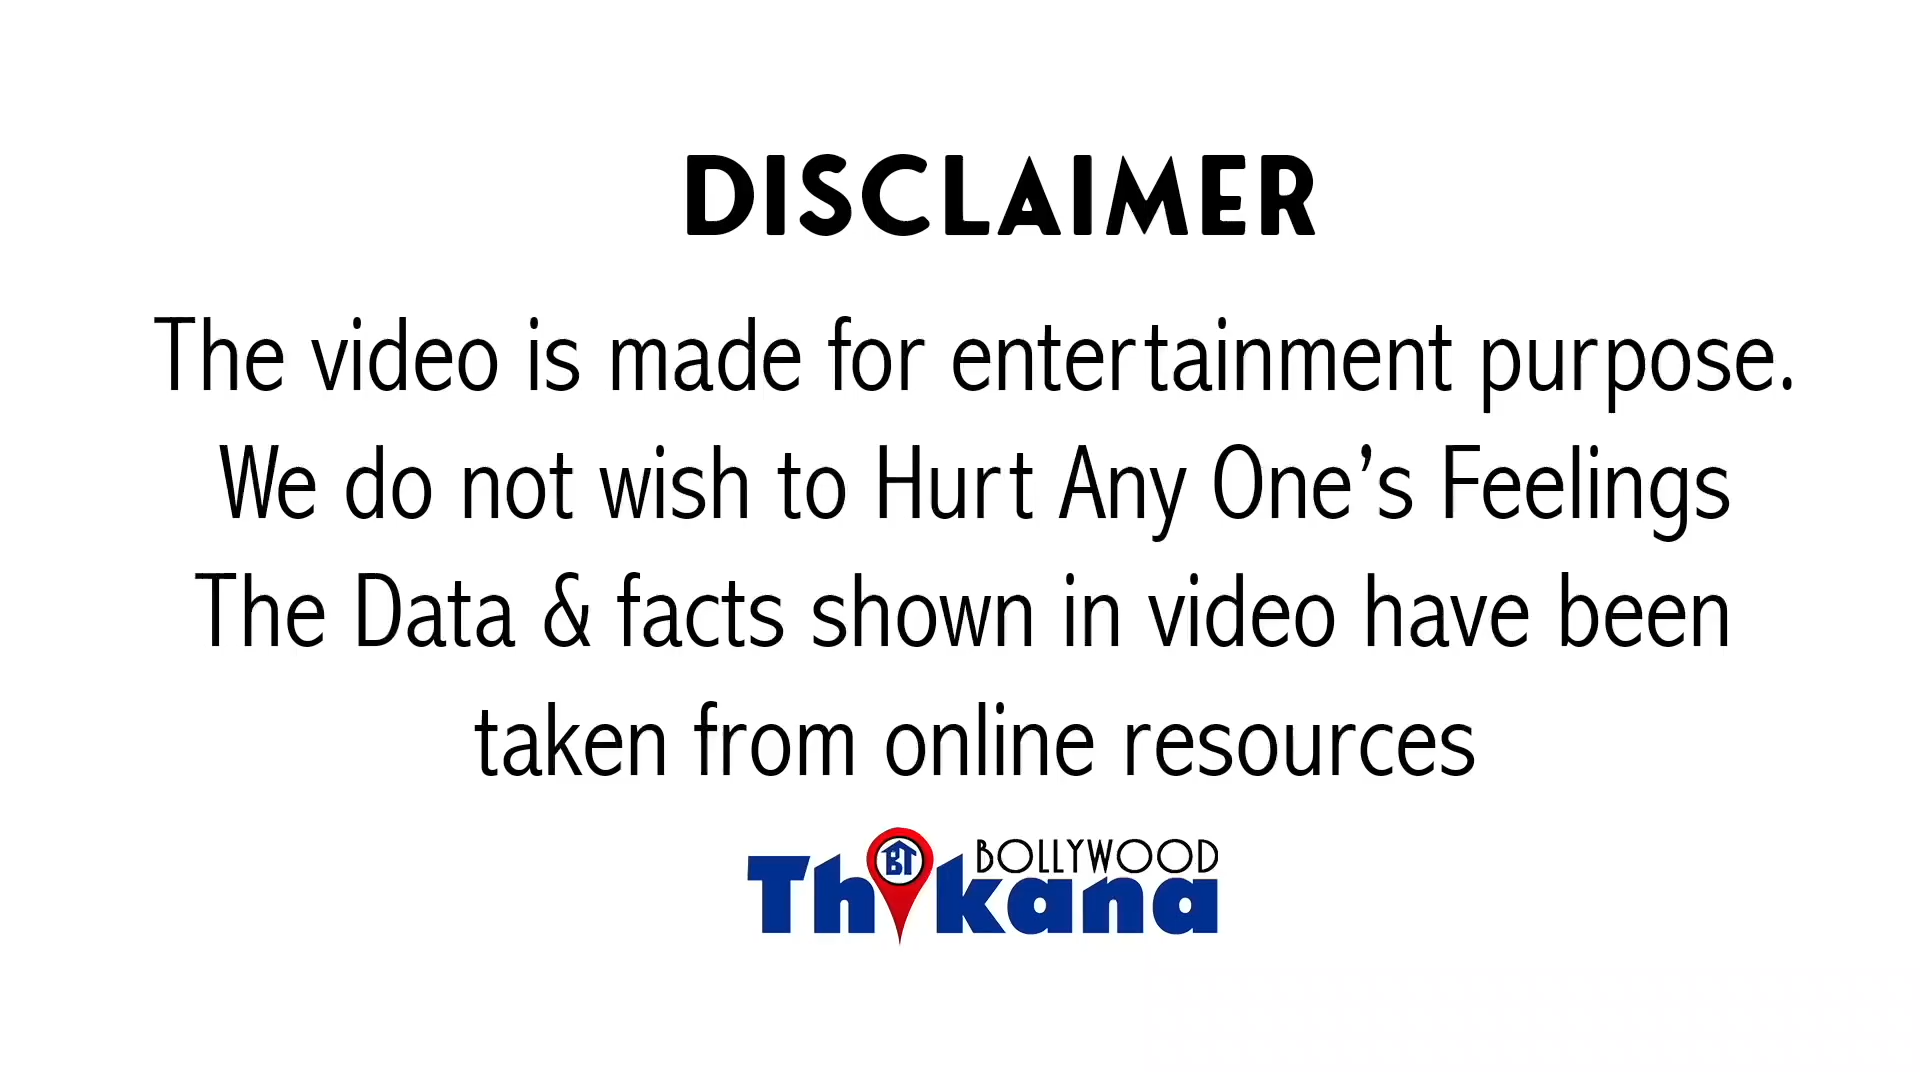 DISCLAIMER
The video is made for entertainment purpose.
We do not wish to Hurt Any One’s Feelings
The Data & facts shown in video have been
taken from online resources
BT BOLLYWOOD
Thikana